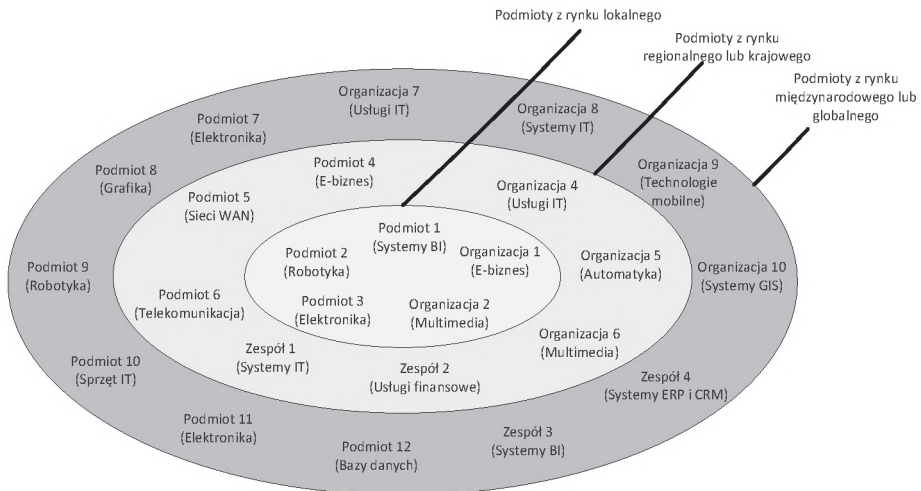 Podmioty z rynku lokalnego
Podmioty z rynku
regionalnego lub krajowego
Podmioty z rynku
międzynarodowego lub
globalnego
Organizacja 7
(Usługi IT)
Organizacja 8
(Systemy IT)
Podmiot 7
(Elektronika)
Podmiot 8
(Grafika)
Podmiot 4
(E-biznes)
Organizacja 9
(Technologie
mobilne)
Podmiot 5
(Sieci WAN)
Organizacja 4
(Usługi IT)
Podmiot 1
(Systemy BI)
Podmiot 2
(Robotyka)
Organizacja 1
(E-biznes)
Organizacja 5
(Automatyka)
Podmiot 9
(Robotyka)
Organizacja 10
(Systemy GIS)
Podmiot 6
(Telekomunikacja)
Podmiot 3
(Elektronika)
Organizacja 2
(Multimedia)
Organizacja 6
(Multimedia)
Zespół 1
(Systemy IT)
Zespół 2
(Usługi finansowe)
Podmiot 10
(Sprzęt IT)
Zespół 4
(Systemy ERP i CRM)
Podmiot 11
(Elektronika)
Podmiot 12
(Bazy danych)
Zespół 3
(Systemy BI)